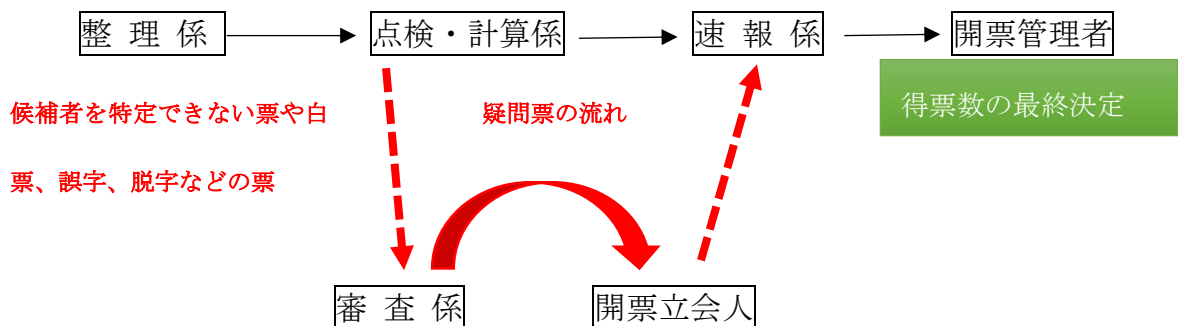 整 理 係
点検・計算係
速 報 係
開票管理者
得票数の最終決定
候補者を特定できない票や白
票、誤字、脱字などの票
疑問票の流れ
審 査 係
開票立会人